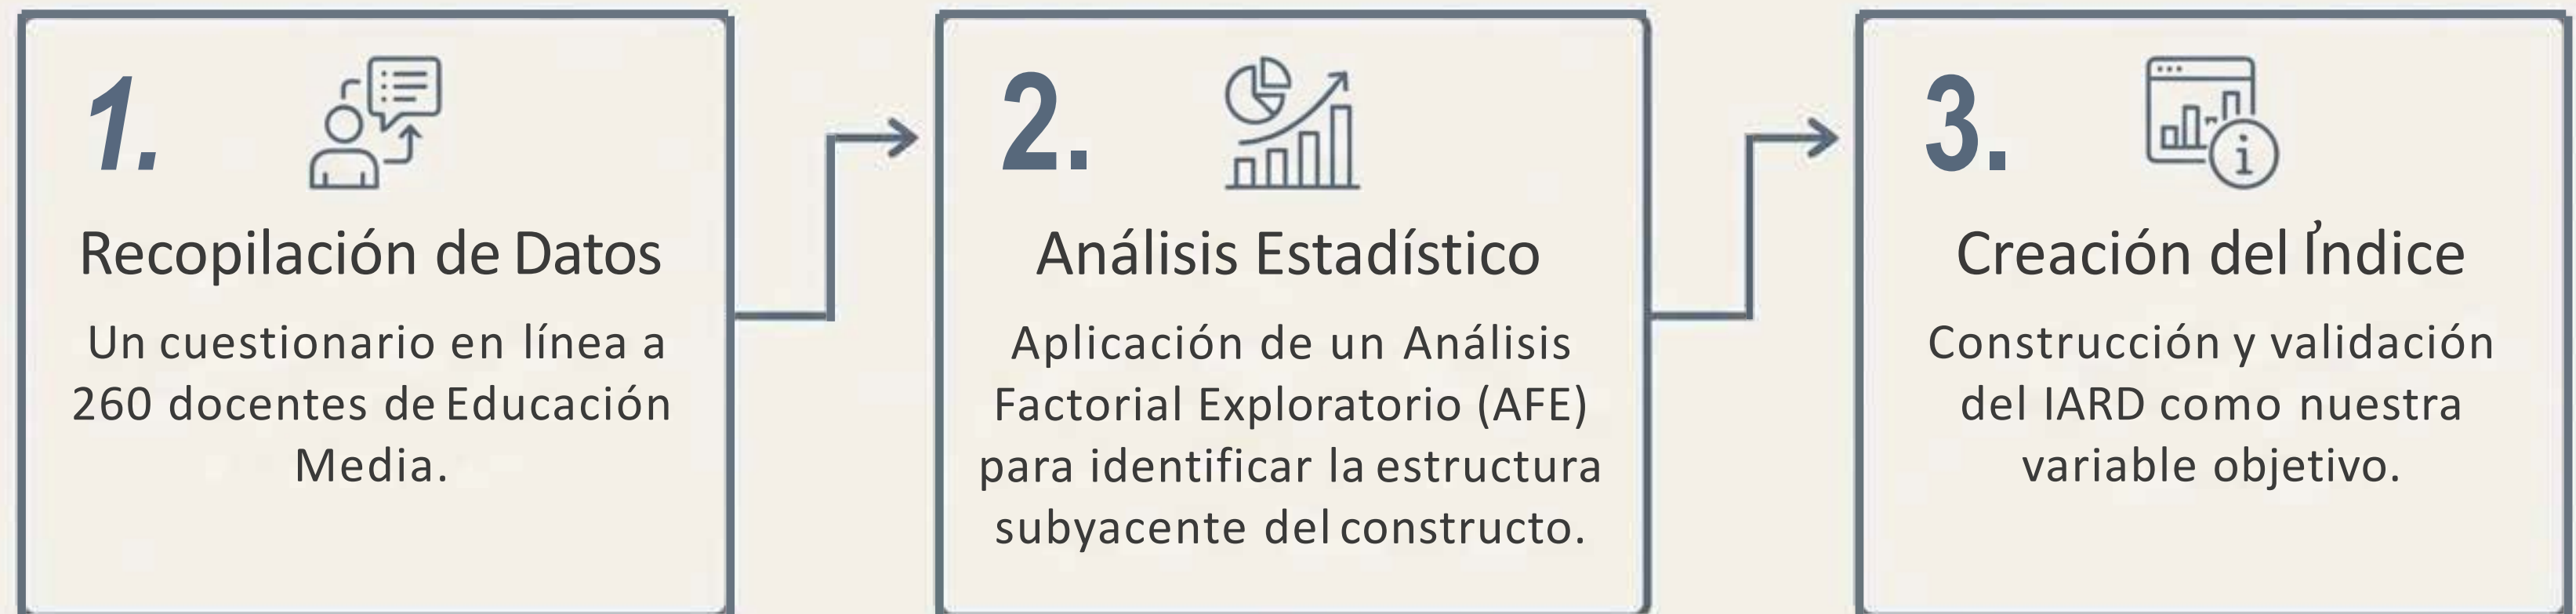 1.
Recopilación de Datos
Un cuestionario en línea a
260 docentes de Educación
Media.
2.
Análisis Estadístico
Aplicación de un Análisis
Factorial Exploratorio (AFE)
para identificar la estructura
subyacente del constructo.
3.
i
Creación del Índice
Construcción y validación
del IARD como nuestra
variable objetivo.